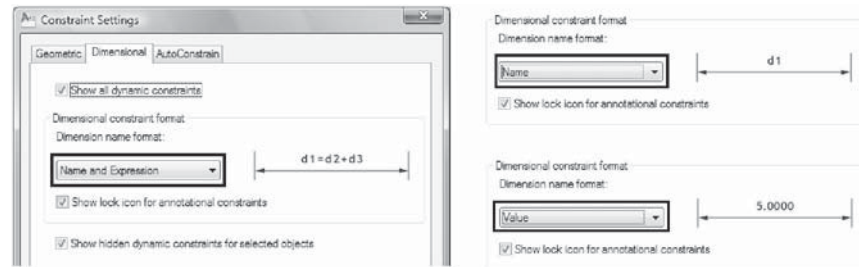 Constraint Settings
Geometric Dimensional AutoConstrain
Show all dynamic constraints
Dimensional constraint format
Dimension name format:
Name and Expression
d1=d2+d3
Show lock icon for annotational constraints
Show hidden dynamic constraints for selected objects
Dimensional constraint format
Dimension name format:
Name
d1
Show lock icon for annotational constraints
Dimensional constraint format
Dimension name format:
Value
5.0000
Show lock icon for annotational constraints